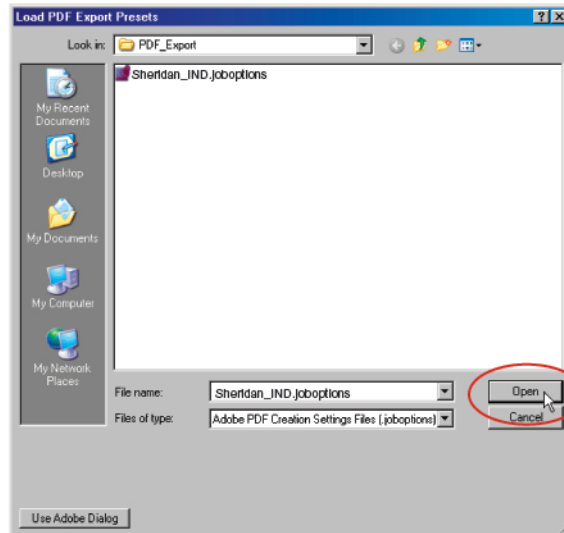 Load PDF Export Presets
Look in: PDF_Export
Sheridan_IND.joboptions
My Recent
Documents
Desktop
My Documents
My Computer
My Network
Places
File name: Sheridan_IND.joboptions Open
Files of type: Adobe PDF Creation Settings Files (.joboptions) Cancel
Use Adobe Dialog